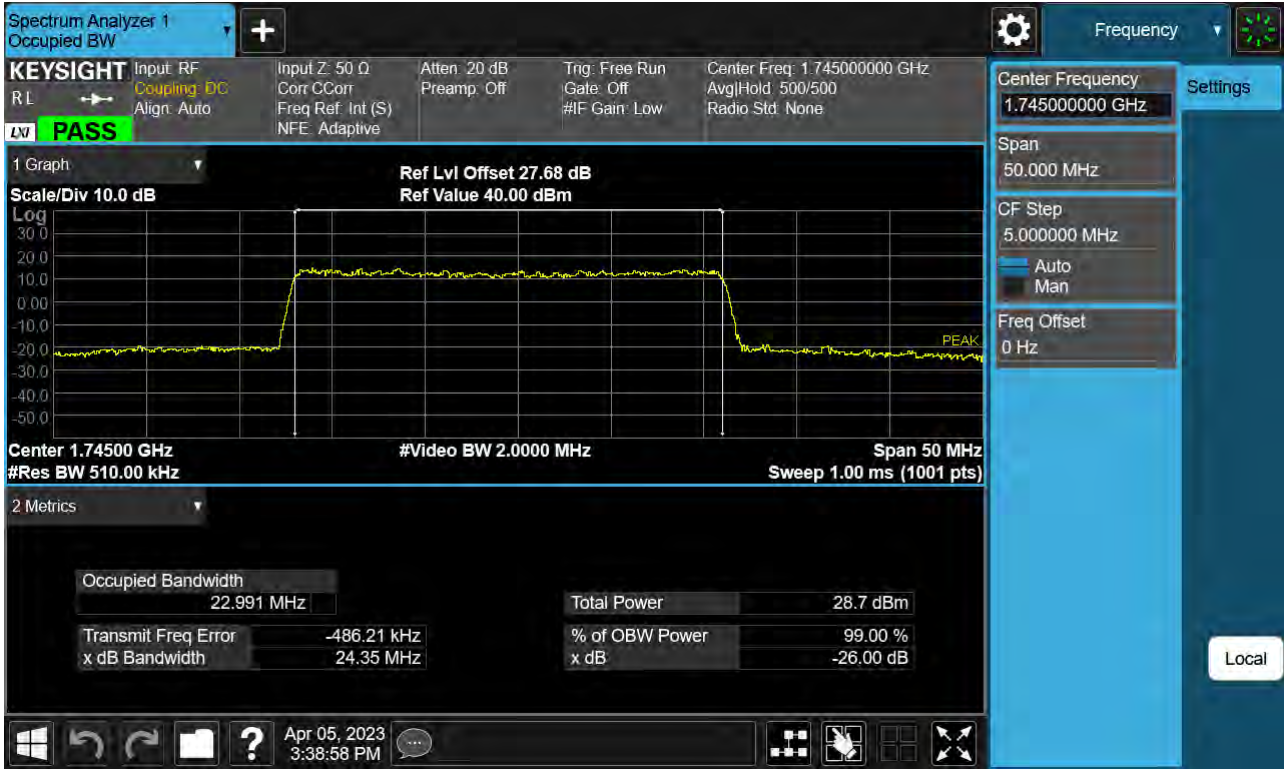 Spectrum Analyzer 1
Occupied BW
Frequency
KEYSIGHT
RL
LXI
PASS
Input: RF
Coupling: DC
Align: Auto
Input Z: 50 Ω
Corr CCorr
Freq Ref: Int (S)
NFE: Adaptive
Atten: 20 dB
Preamp: Off
Trig: Free Run
Gate: Off
#IF Gain: Low
Center Freq: 1.745000000 GHz
Avg|Hold: 500/500
Radio Std: None
1 Graph
Scale/Div 10.0 dB
Ref Lvl Offset 27.68 dB
Ref Value 40.00 dBm
Log
30.0
20.0
10.0
0.00
-10.0
-20.0
-30.0
-40.0
-50.0
PEAK
Center 1.74500 GHz
#Video BW 2.0000 MHz
Span 50 MHz
#Res BW 510.00 kHz
Sweep 1.00 ms (1001 pts)
2 Metrics
Occupied Bandwidth
22.991 MHz
Total Power 28.7 dBm
Transmit Freq Error -486.21 kHz
% of OBW Power 99.00 %
x dB Bandwidth 24.35 MHz
x dB -26.00 dB
Center Frequency
1.745000000 GHz
Settings
Span
50.000 MHz
CF Step
5.000000 MHz
Auto
Man
Freq Offset
0 Hz
Local
?
Apr 05, 2023
3:38:58 PM